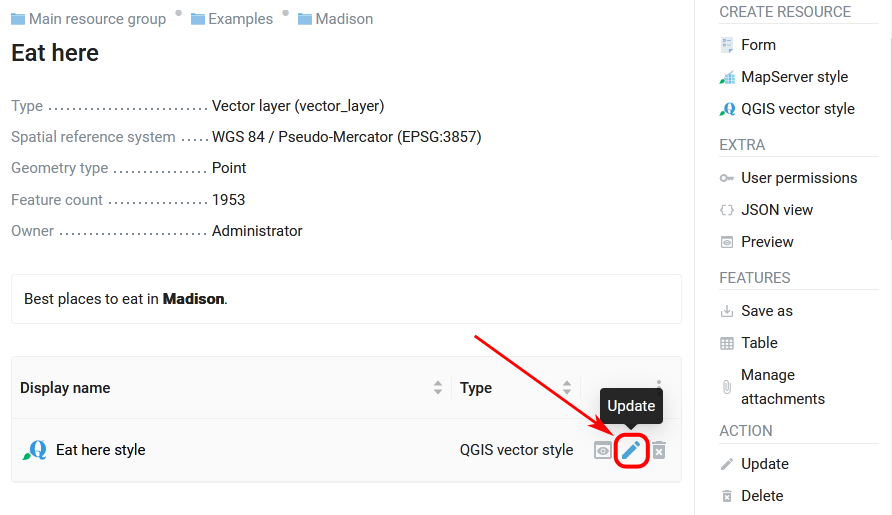 Main resource group Examples Madison
Eat here
Type ........................ Vector layer (vector_layer)
Spatial reference system ..... WGS 84 / Pseudo-Mercator (EPSG:3857)
Geometry type .............. Point
Feature count ............... 1953
Owner ...................... Administrator
Best places to eat in Madison.
Display name Type
Update
Eat here style QGIS vector style
CREATE RESOURCE
Form
MapServer style
QGIS vector style
EXTRA
User permissions
JSON view
Preview
FEATURES
Save as
Table
Manage
attachments
ACTION
Update
Delete